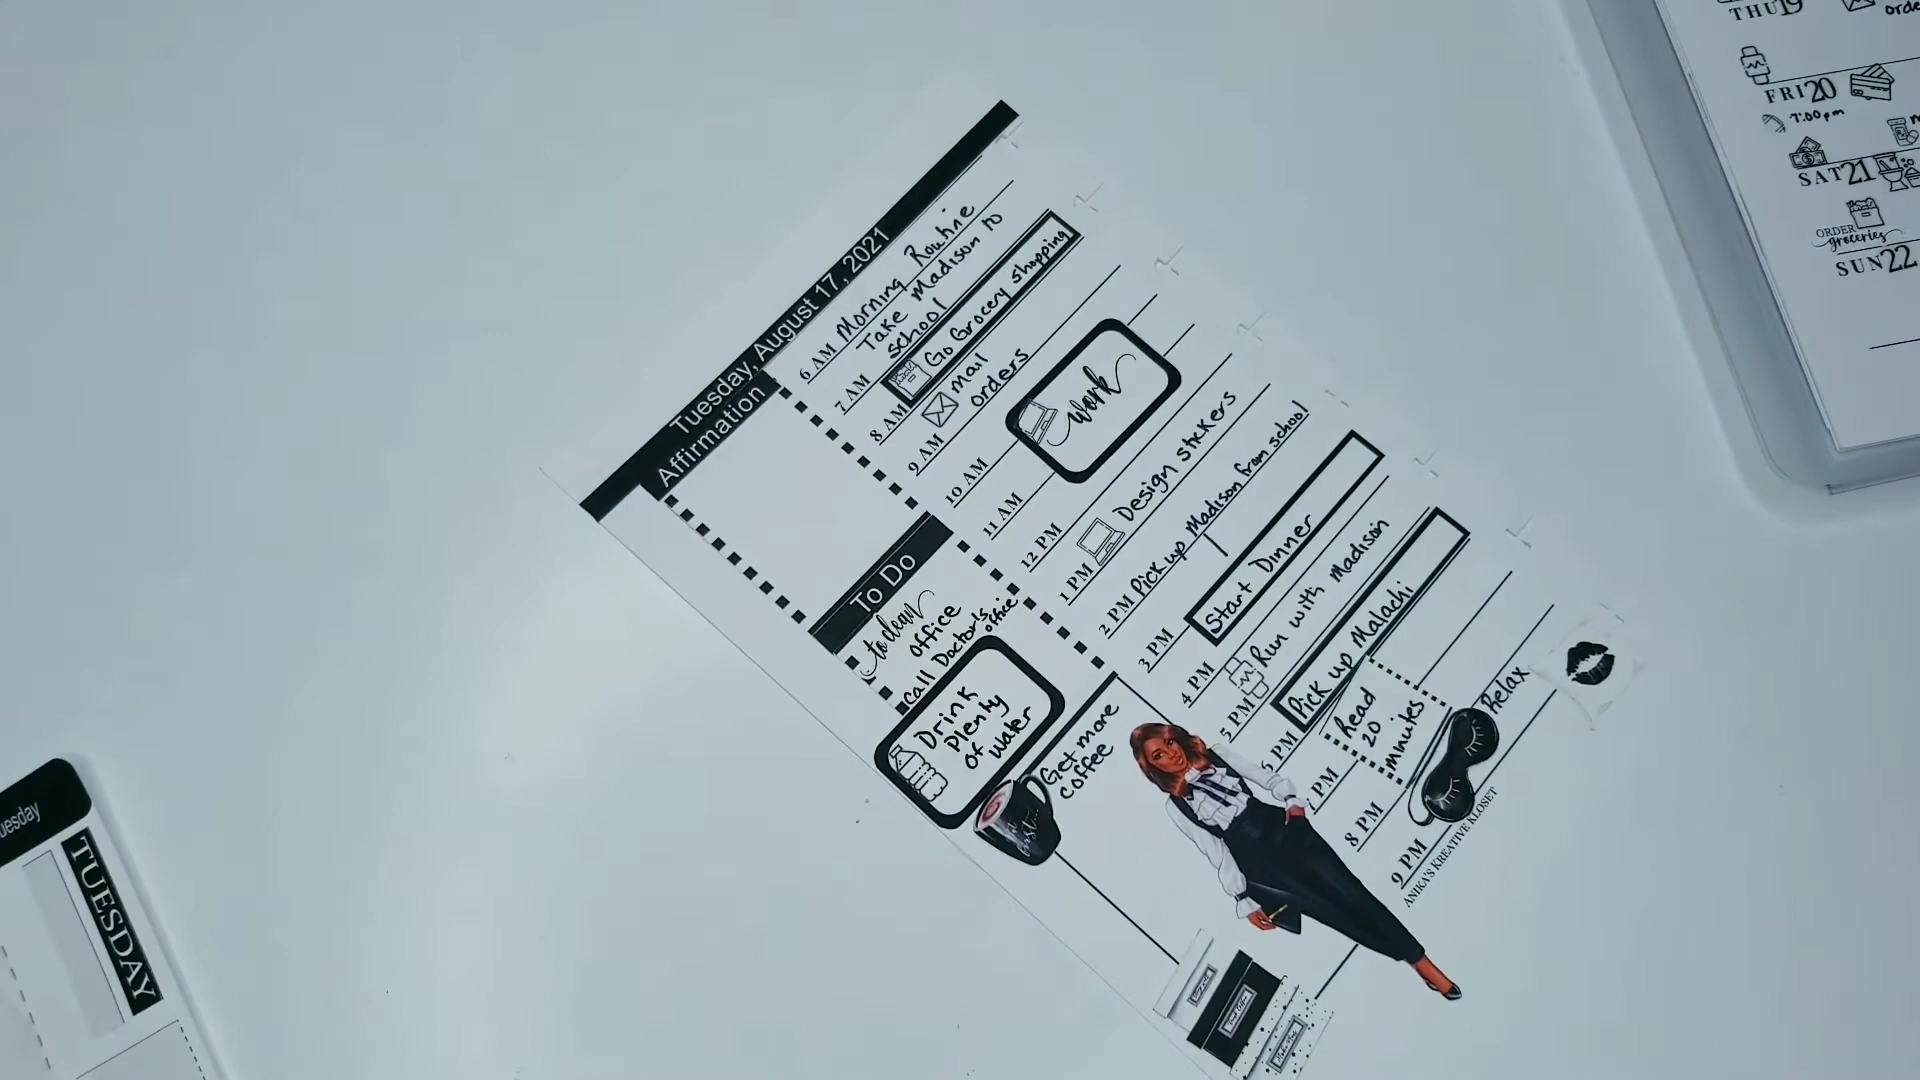 Tuesday, August 17, 2021
Affirmation
To Do
to clean
office
Call Doctor's
office
Drink
Plenty
of
Water
Get more
coffee
6 AM Morning Routine
Take Madison to
school
7 AM
Go Grocery Shopping
8 AM
Mail
orders
9 AM
10 AM
work
11 AM
12 PM
Design stickers
1 PM
2 PM Pick up Madison from school
3 PM
Start Dinner
4 PM
Run with Madison
5 PM
Pick up Malachi
6 PM
Read
20
minutes
PM
8 PM
Relax
9 PM
ANIKA'S KREATIVE KLOSET
THU 19
FRI 20
7:00 pm
SAT 21
ORDER
groceries
SUN 22
TUESDAY